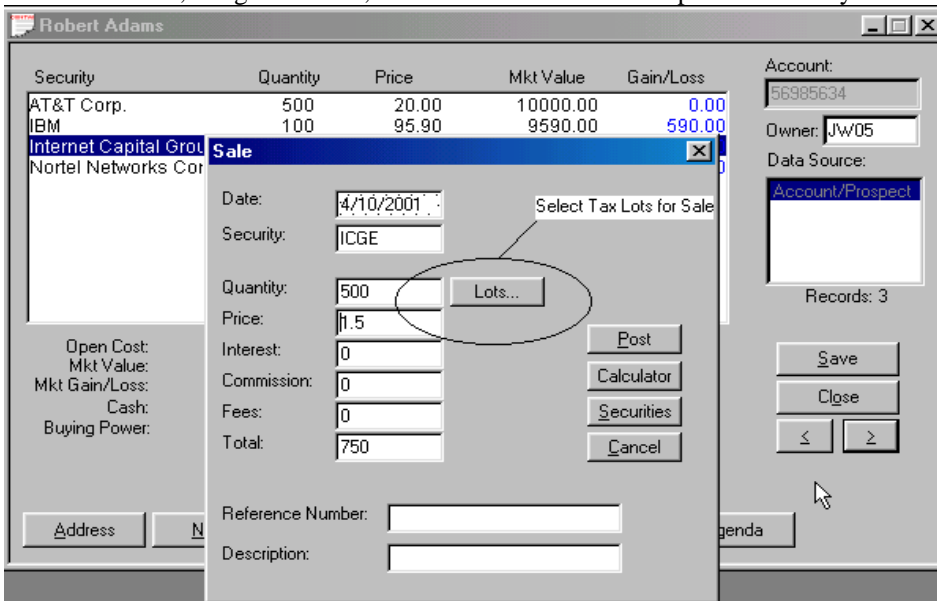 Robert Adams
Security Quantity Price Mkt Value Gain/Loss
AT&T Corp. 500 20.00 10000.00 0.00
IBM 100 95.90 9590.00 590.00
Internet Capital Grou
Nortel Networks Cor
Account:
56985634
Owner: JW05
Data Source:
Account/Prospect
Records: 3
Sale
Date: 4/10/2001
Select Tax Lots for Sale
Security: ICGE
Quantity: 500 Lots...
Price: 1.5
Interest: 0
Commission: 0
Fees: 0
Total: 750
Post
Calculator
Securities
Cancel
Reference Number:
Description:
Open Cost:
Mkt Value:
Mkt Gain/Loss:
Cash:
Buying Power:
Save
Close
< >
Address N genda